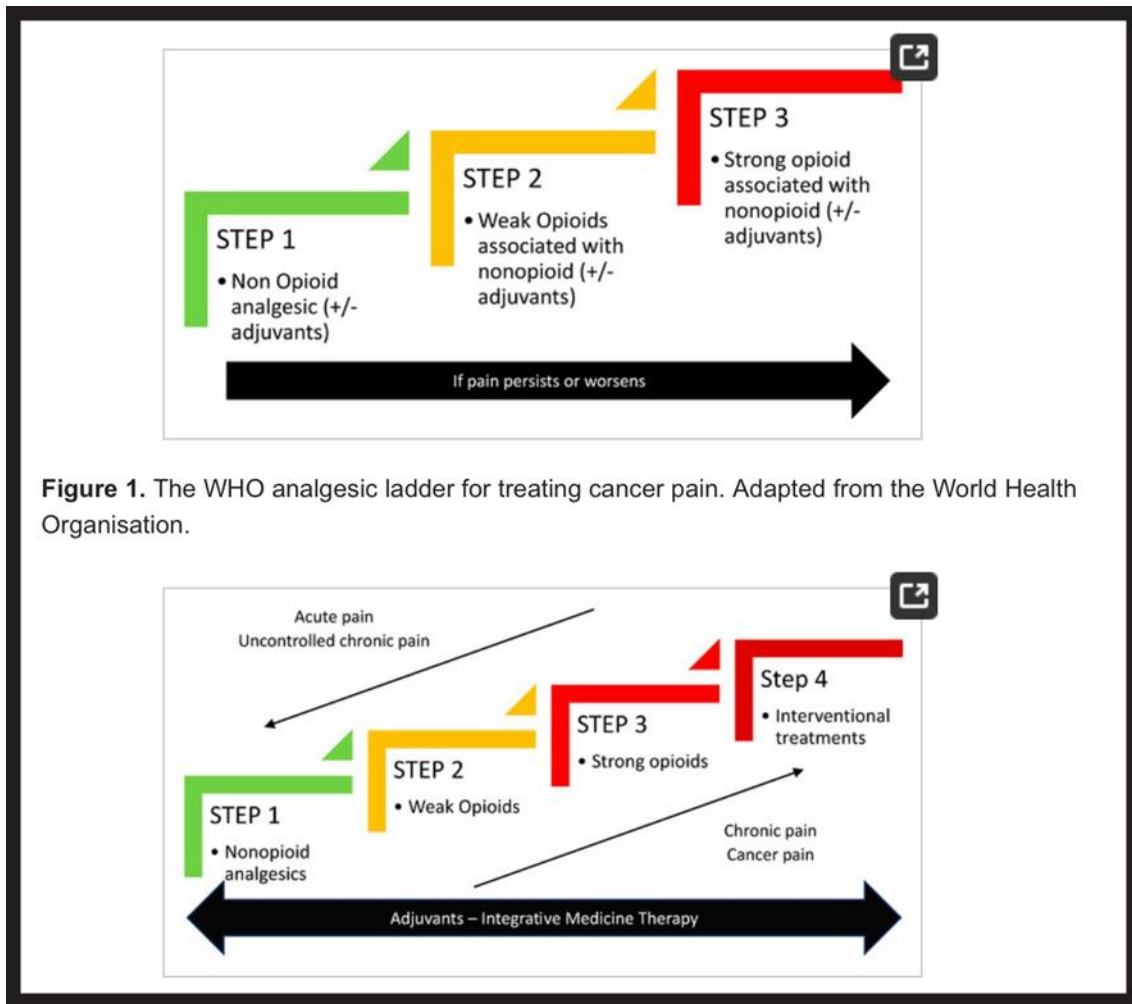 STEP 1
• Non Opioid
analgesic (+/-
adjuvants)
STEP 2
• Weak Opioids
associated with
nonopioid (+/-
adjuvants)
STEP 3
• Strong opioid
associated with
nonopioid (+/-
adjuvants)
If pain persists or worsens
Figure 1. The WHO analgesic ladder for treating cancer pain. Adapted from the World Health
Organisation.
Acute pain
Uncontrolled chronic pain
STEP 1
• Nonopioid
analgesics
STEP 2
• Weak Opioids
STEP 3
• Strong opioids
Step 4
• Interventional
treatments
Chronic pain
Cancer pain
Adjuvants – Integrative Medicine Therapy